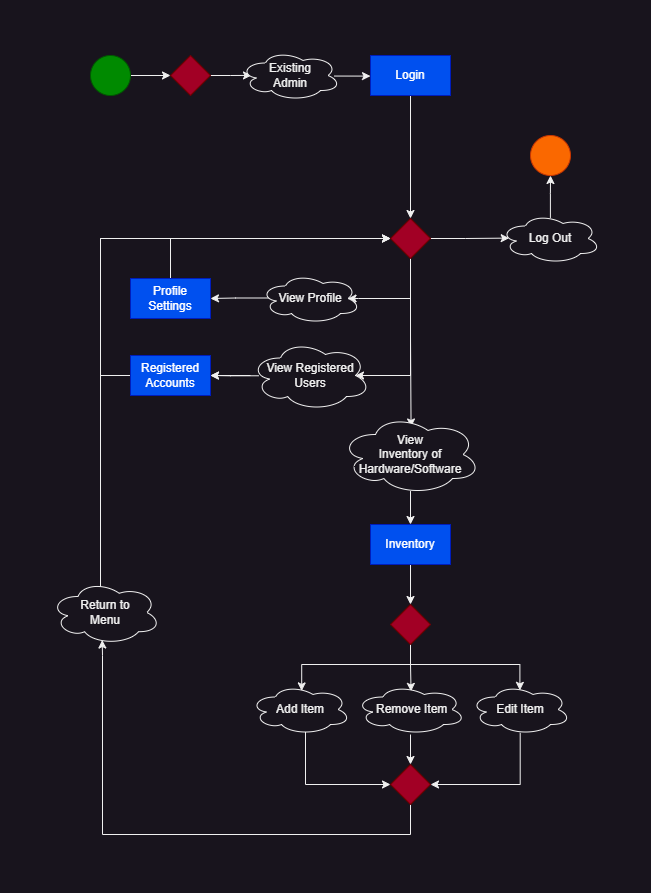 Existing
Admin
Login
Log Out
Profile
Settings
View Profile
Registered
Accounts
View Registered
Users
View
Inventory of
Hardware/Software
Inventory
Return to
Menu
Add Item
Remove Item
Edit Item